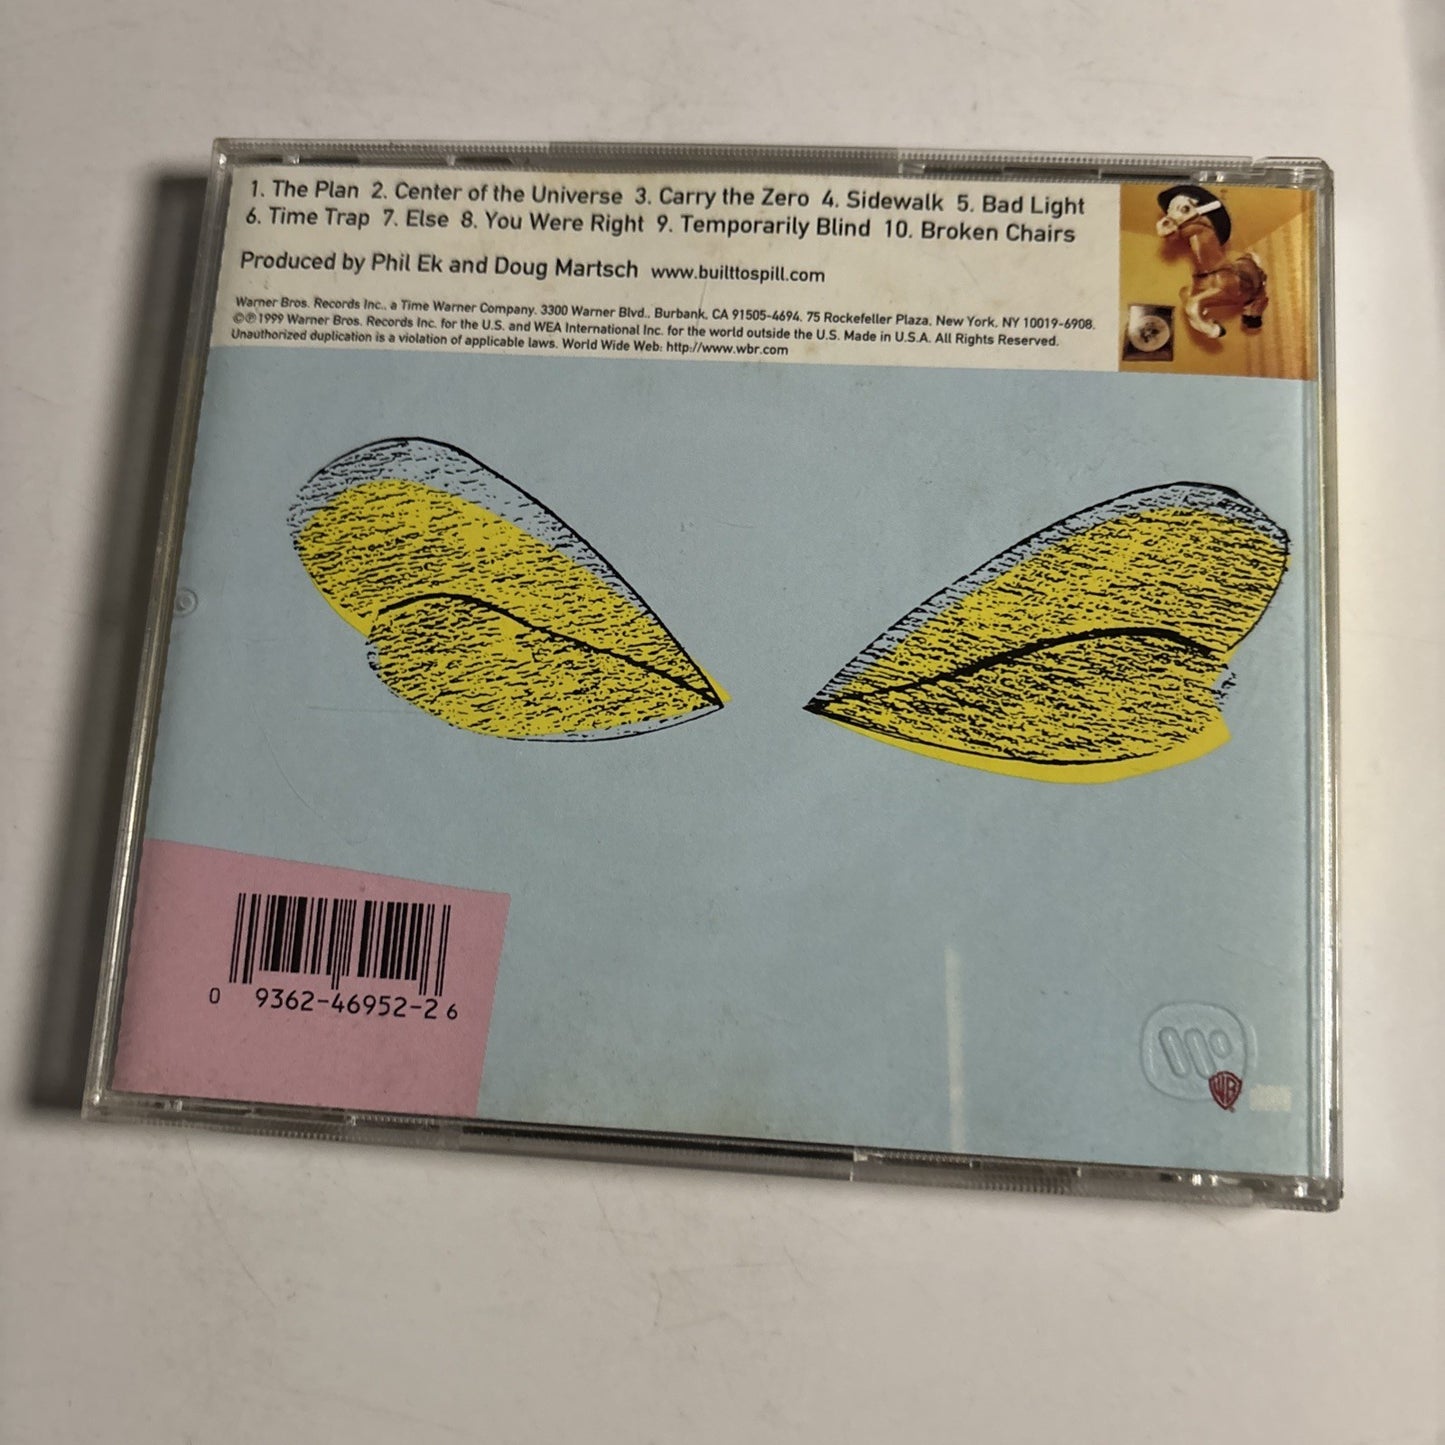 1. The Plan 2. Center of the Universe 3. Carry the Zero 4. Sidewalk 5. Bad Light
6. Time Trap 7. Else 8. You Were Right 9. Temporarily Blind 10. Broken Chairs
Produced by Phil Ek and Doug Martsch www.builttospill.com
Warner Bros. Records Inc., a Time Warner Company. 3300 Warner Blvd., Burbank, CA 91505-4694. 75 Rockefeller Plaza, New York, NY 10019-6908.
©℗1999 Warner Bros. Records Inc. for the U.S. and WEA International Inc. for the world outside the U.S. Made in U.S.A. All Rights Reserved.
Unauthorized duplication is a violation of applicable laws. World Wide Web: http://www.wbr.com
0 9362-46952-2 6
WB